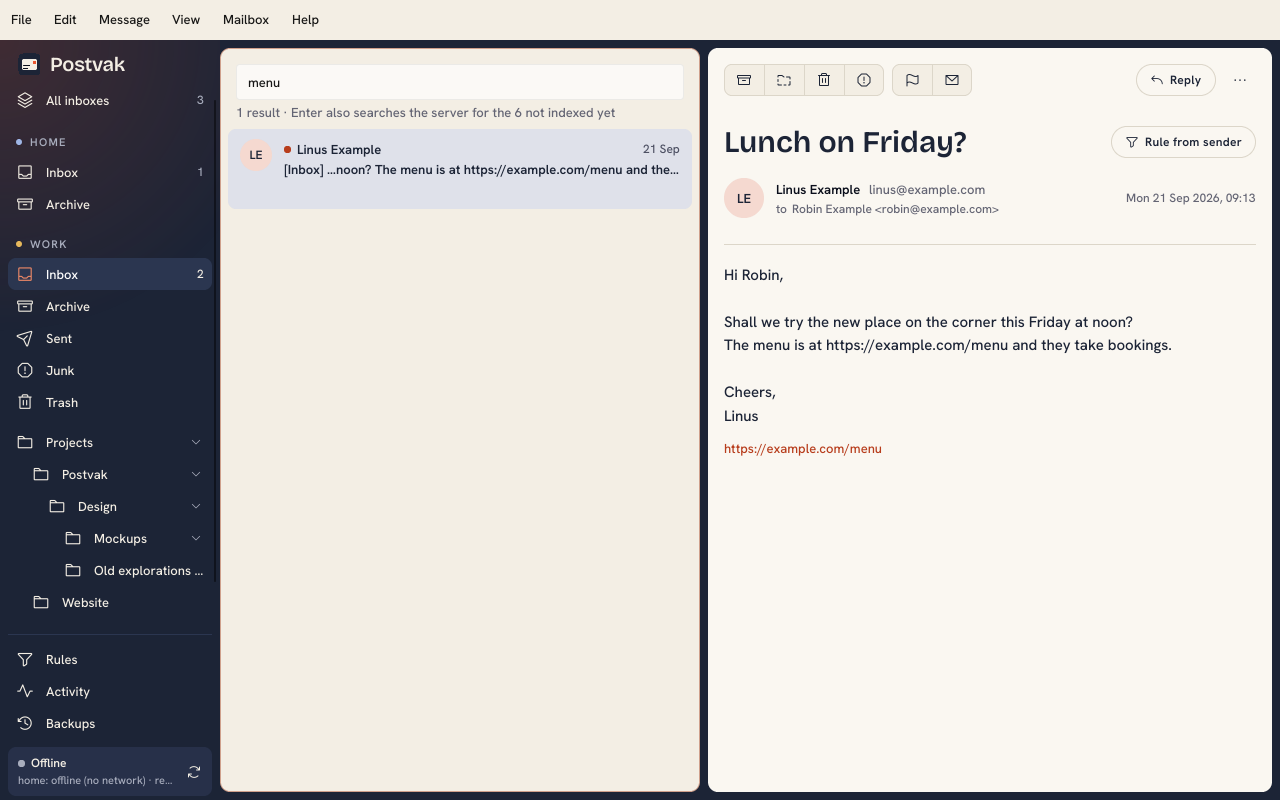 File Edit Message View Mailbox Help
Postvak
All inboxes 3
HOME
Inbox 1
Archive
WORK
Inbox 2
Archive
Sent
Junk
Trash
Projects
Postvak
Design
Mockups
Old explorations ...
Website
Rules
Activity
Backups
Offline
home: offline (no network) · re...
menu
1 result · Enter also searches the server for the 6 not indexed yet
LE
Linus Example 21 Sep
[Inbox] ...noon? The menu is at https://example.com/menu and the...
Reply
Lunch on Friday?
Rule from sender
LE
Linus Example linus@example.com
to Robin Example <robin@example.com>
Mon 21 Sep 2026, 09:13
Hi Robin,
Shall we try the new place on the corner this Friday at noon?
The menu is at https://example.com/menu and they take bookings.
Cheers,
Linus
https://example.com/menu